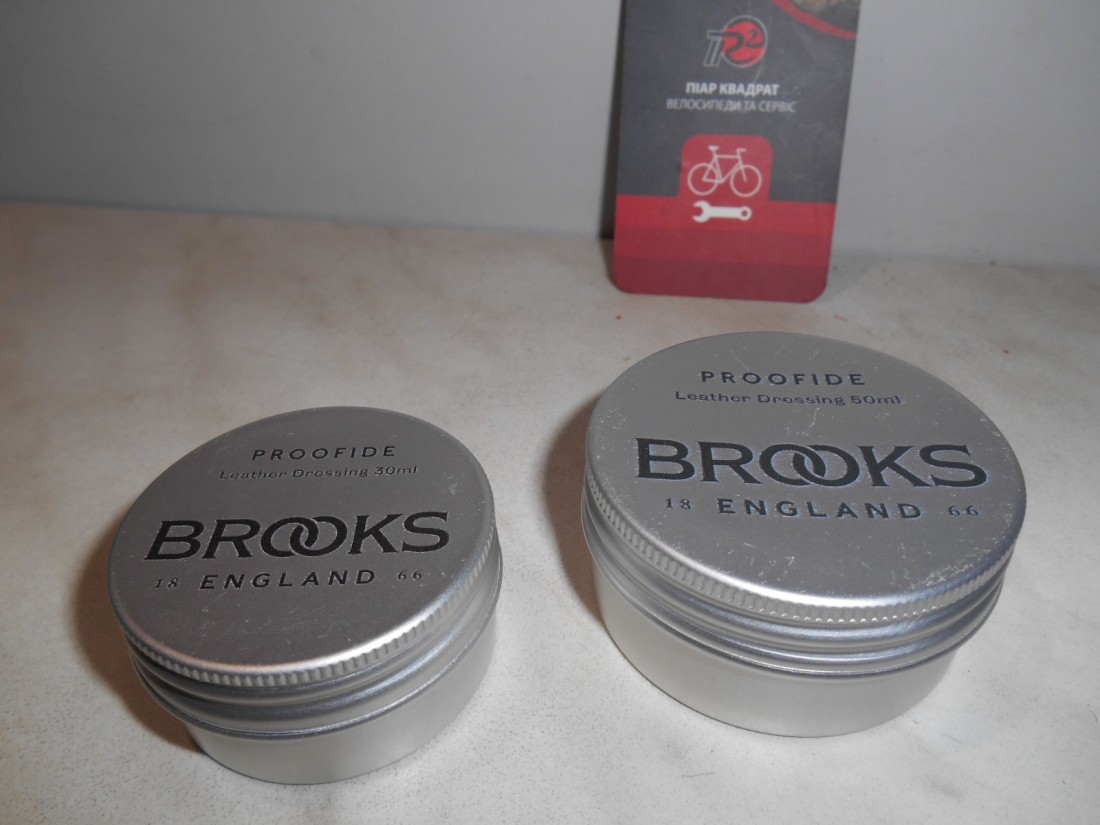 ПІАР КВАДРАТ
ВЕЛОСИПЕДИ ТА СЕРВІС
PROOFIDE
Leather Dressing 30ml
BROOKS
18 ENGLAND 66
PROOFIDE
Leather Dressing 50ml
BROOKS
18 ENGLAND 66